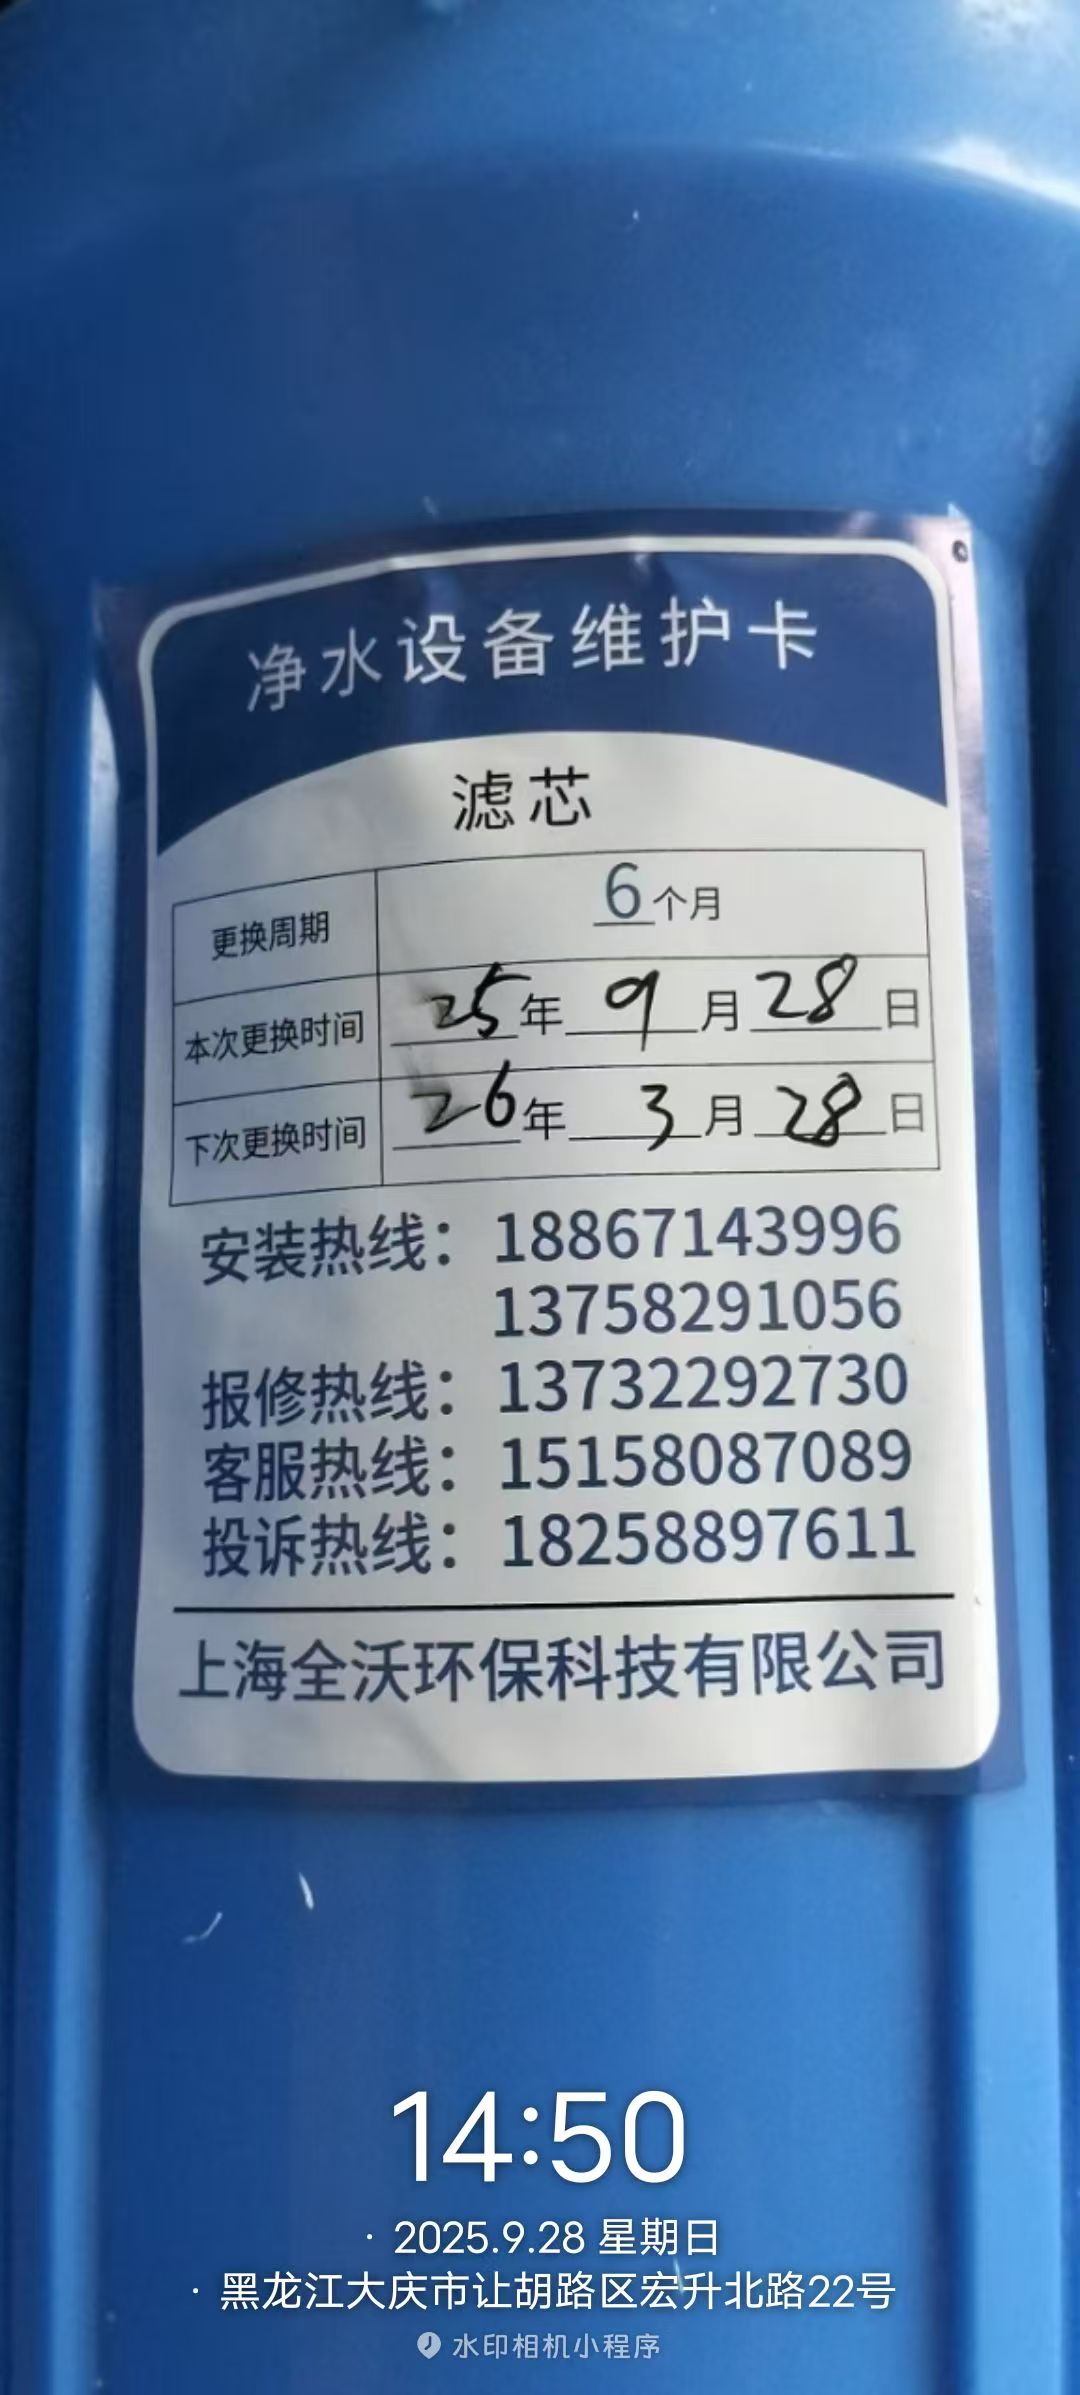 净水设备维护卡
滤芯
更换周期 6个月
本次更换时间 25年9月28日
下次更换时间 26年3月28日
安装热线：18867143996
13758291056
报修热线：13732292730
客服热线：15158087089
投诉热线：18258897611
上海全沃环保科技有限公司
14:50
· 2025.9.28 星期日
· 黑龙江大庆市让胡路区宏升北路22号
水印相机小程序